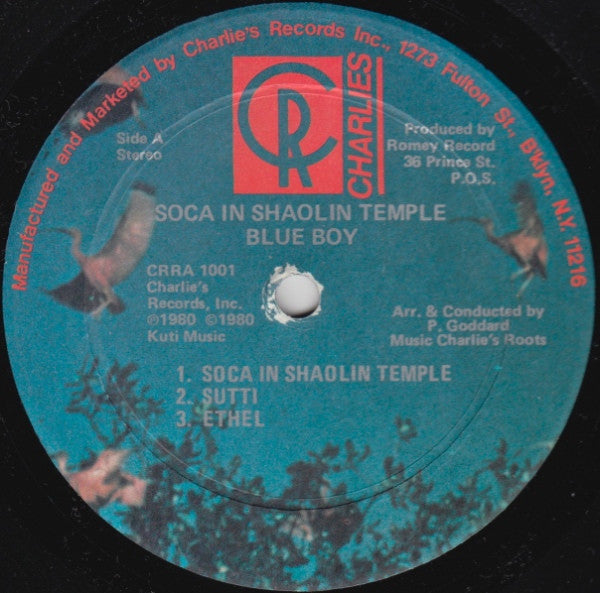 Manufactured and Marketed by Charlie's Records Inc., 1273 Fulton St., B'klyn, N.Y. 11216
CR
CHARLIES
Side A
Stereo
Produced by
Romey Record
36 Prince St.
P.O.S.
SOCA IN SHAOLIN TEMPLE
BLUE BOY
CRRA 1001
Charlie's
Records, Inc.
℗1980 ©1980
Kuti Music
Arr. & Conducted by
P. Goddard
Music Charlie's Roots
1. SOCA IN SHAOLIN TEMPLE
2. SUTTI
3. ETHEL